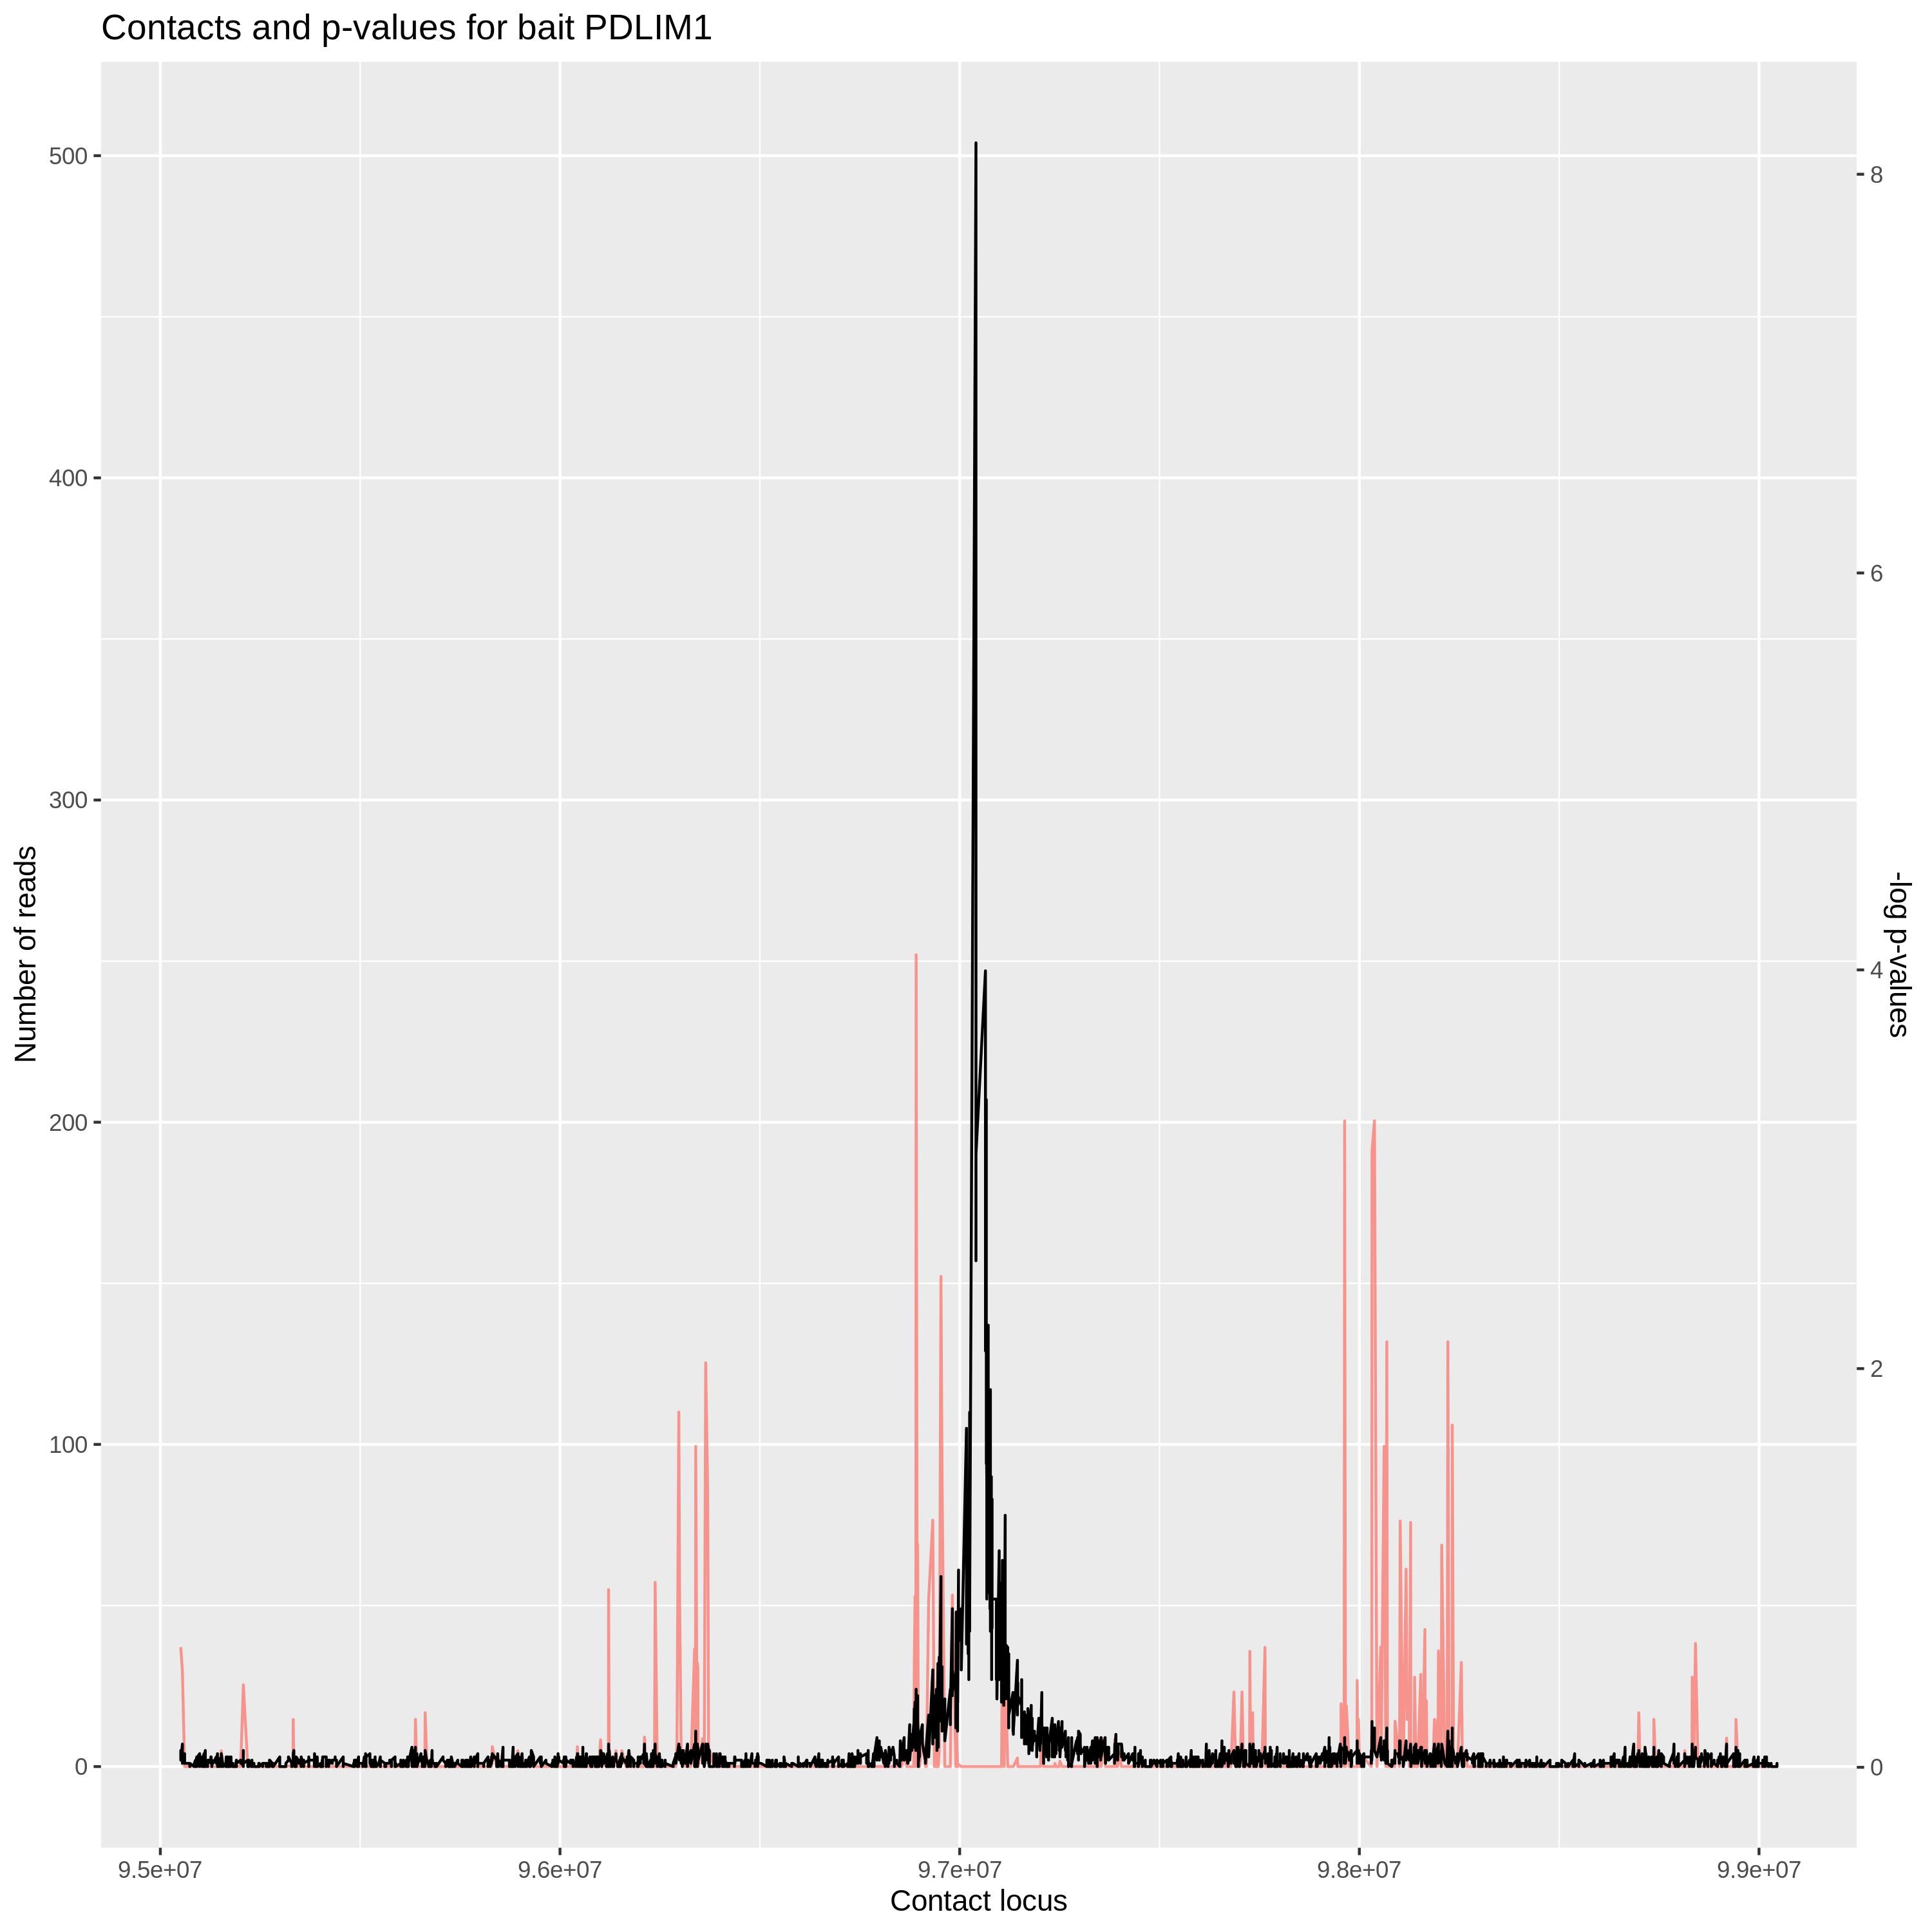 Contacts and p-values for bait PDLIM1
500
400
300
200
100
0
Number of reads
8
6
4
2
0
-log p-values
9.5e+07 9.6e+07 9.7e+07 9.8e+07 9.9e+07
Contact locus